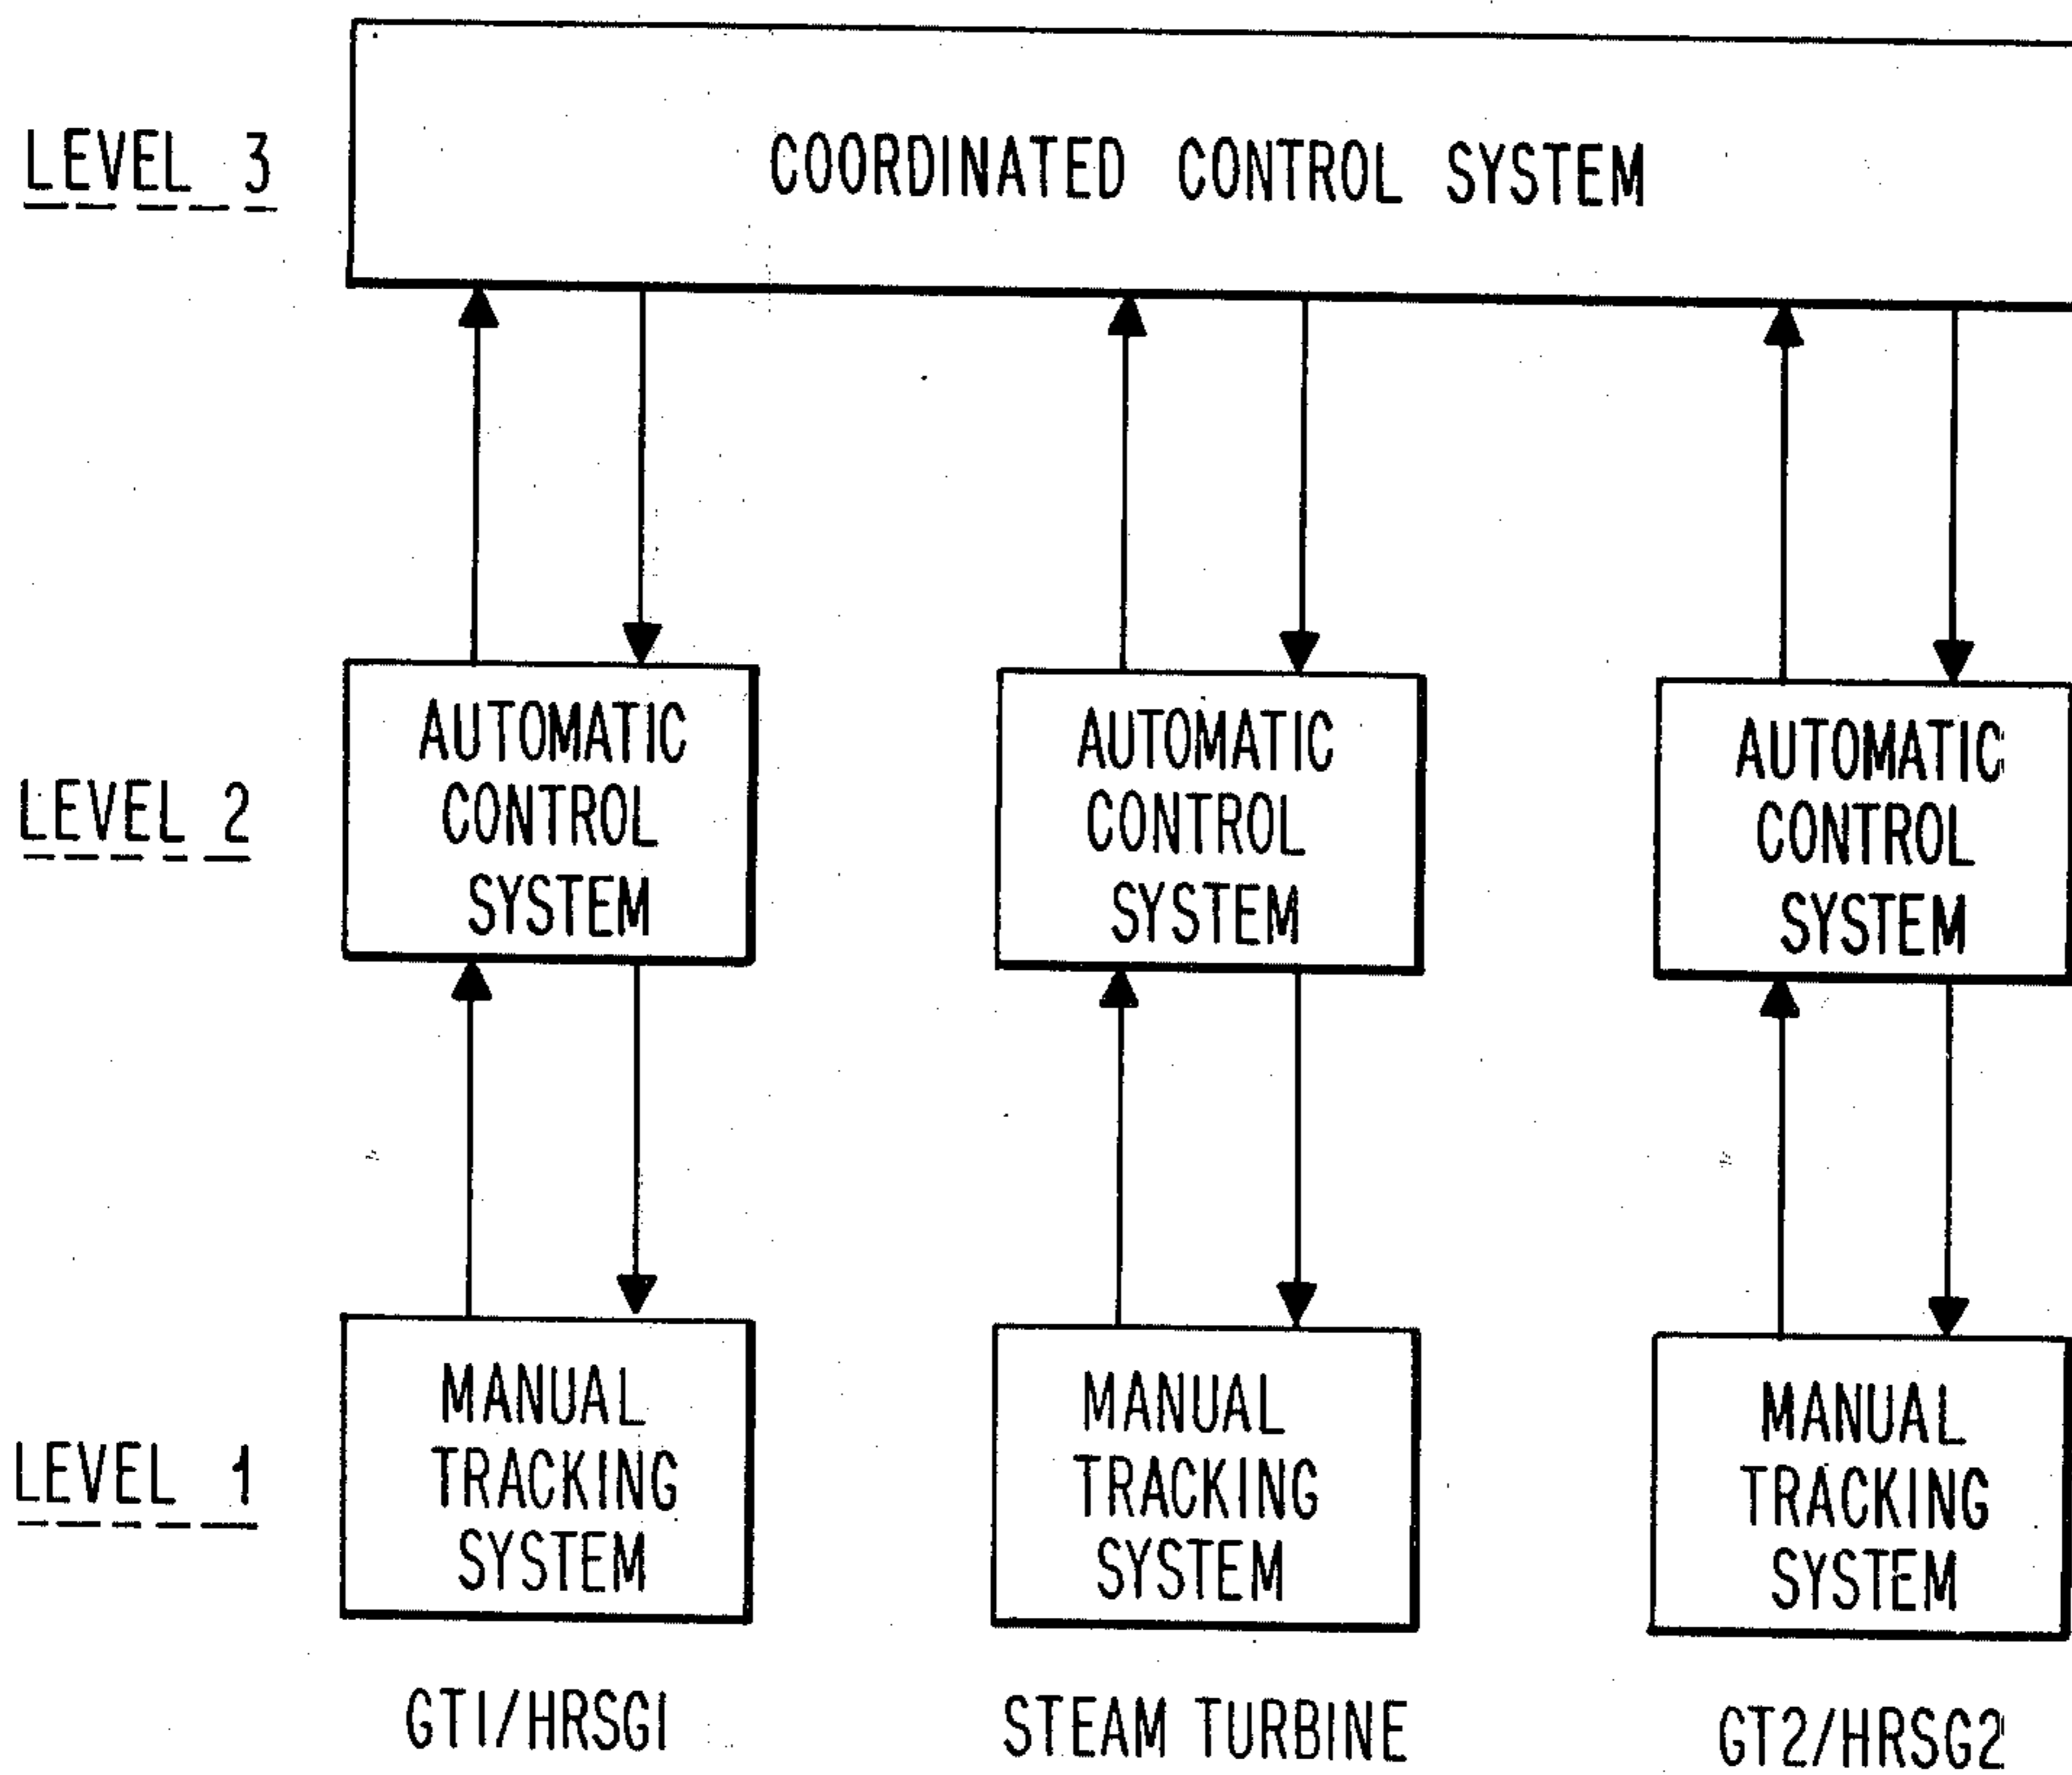 LEVEL 3
COORDINATED CONTROL SYSTEM
LEVEL 2
AUTOMATIC
CONTROL
SYSTEM
AUTOMATIC
CONTROL
SYSTEM
AUTOMATIC
CONTROL
SYSTEM
LEVEL 1
MANUAL
TRACKING
SYSTEM
MANUAL
TRACKING
SYSTEM
MANUAL
TRACKING
SYSTEM
GT1/HRSG1
STEAM TURBINE
GT2/HRSG2